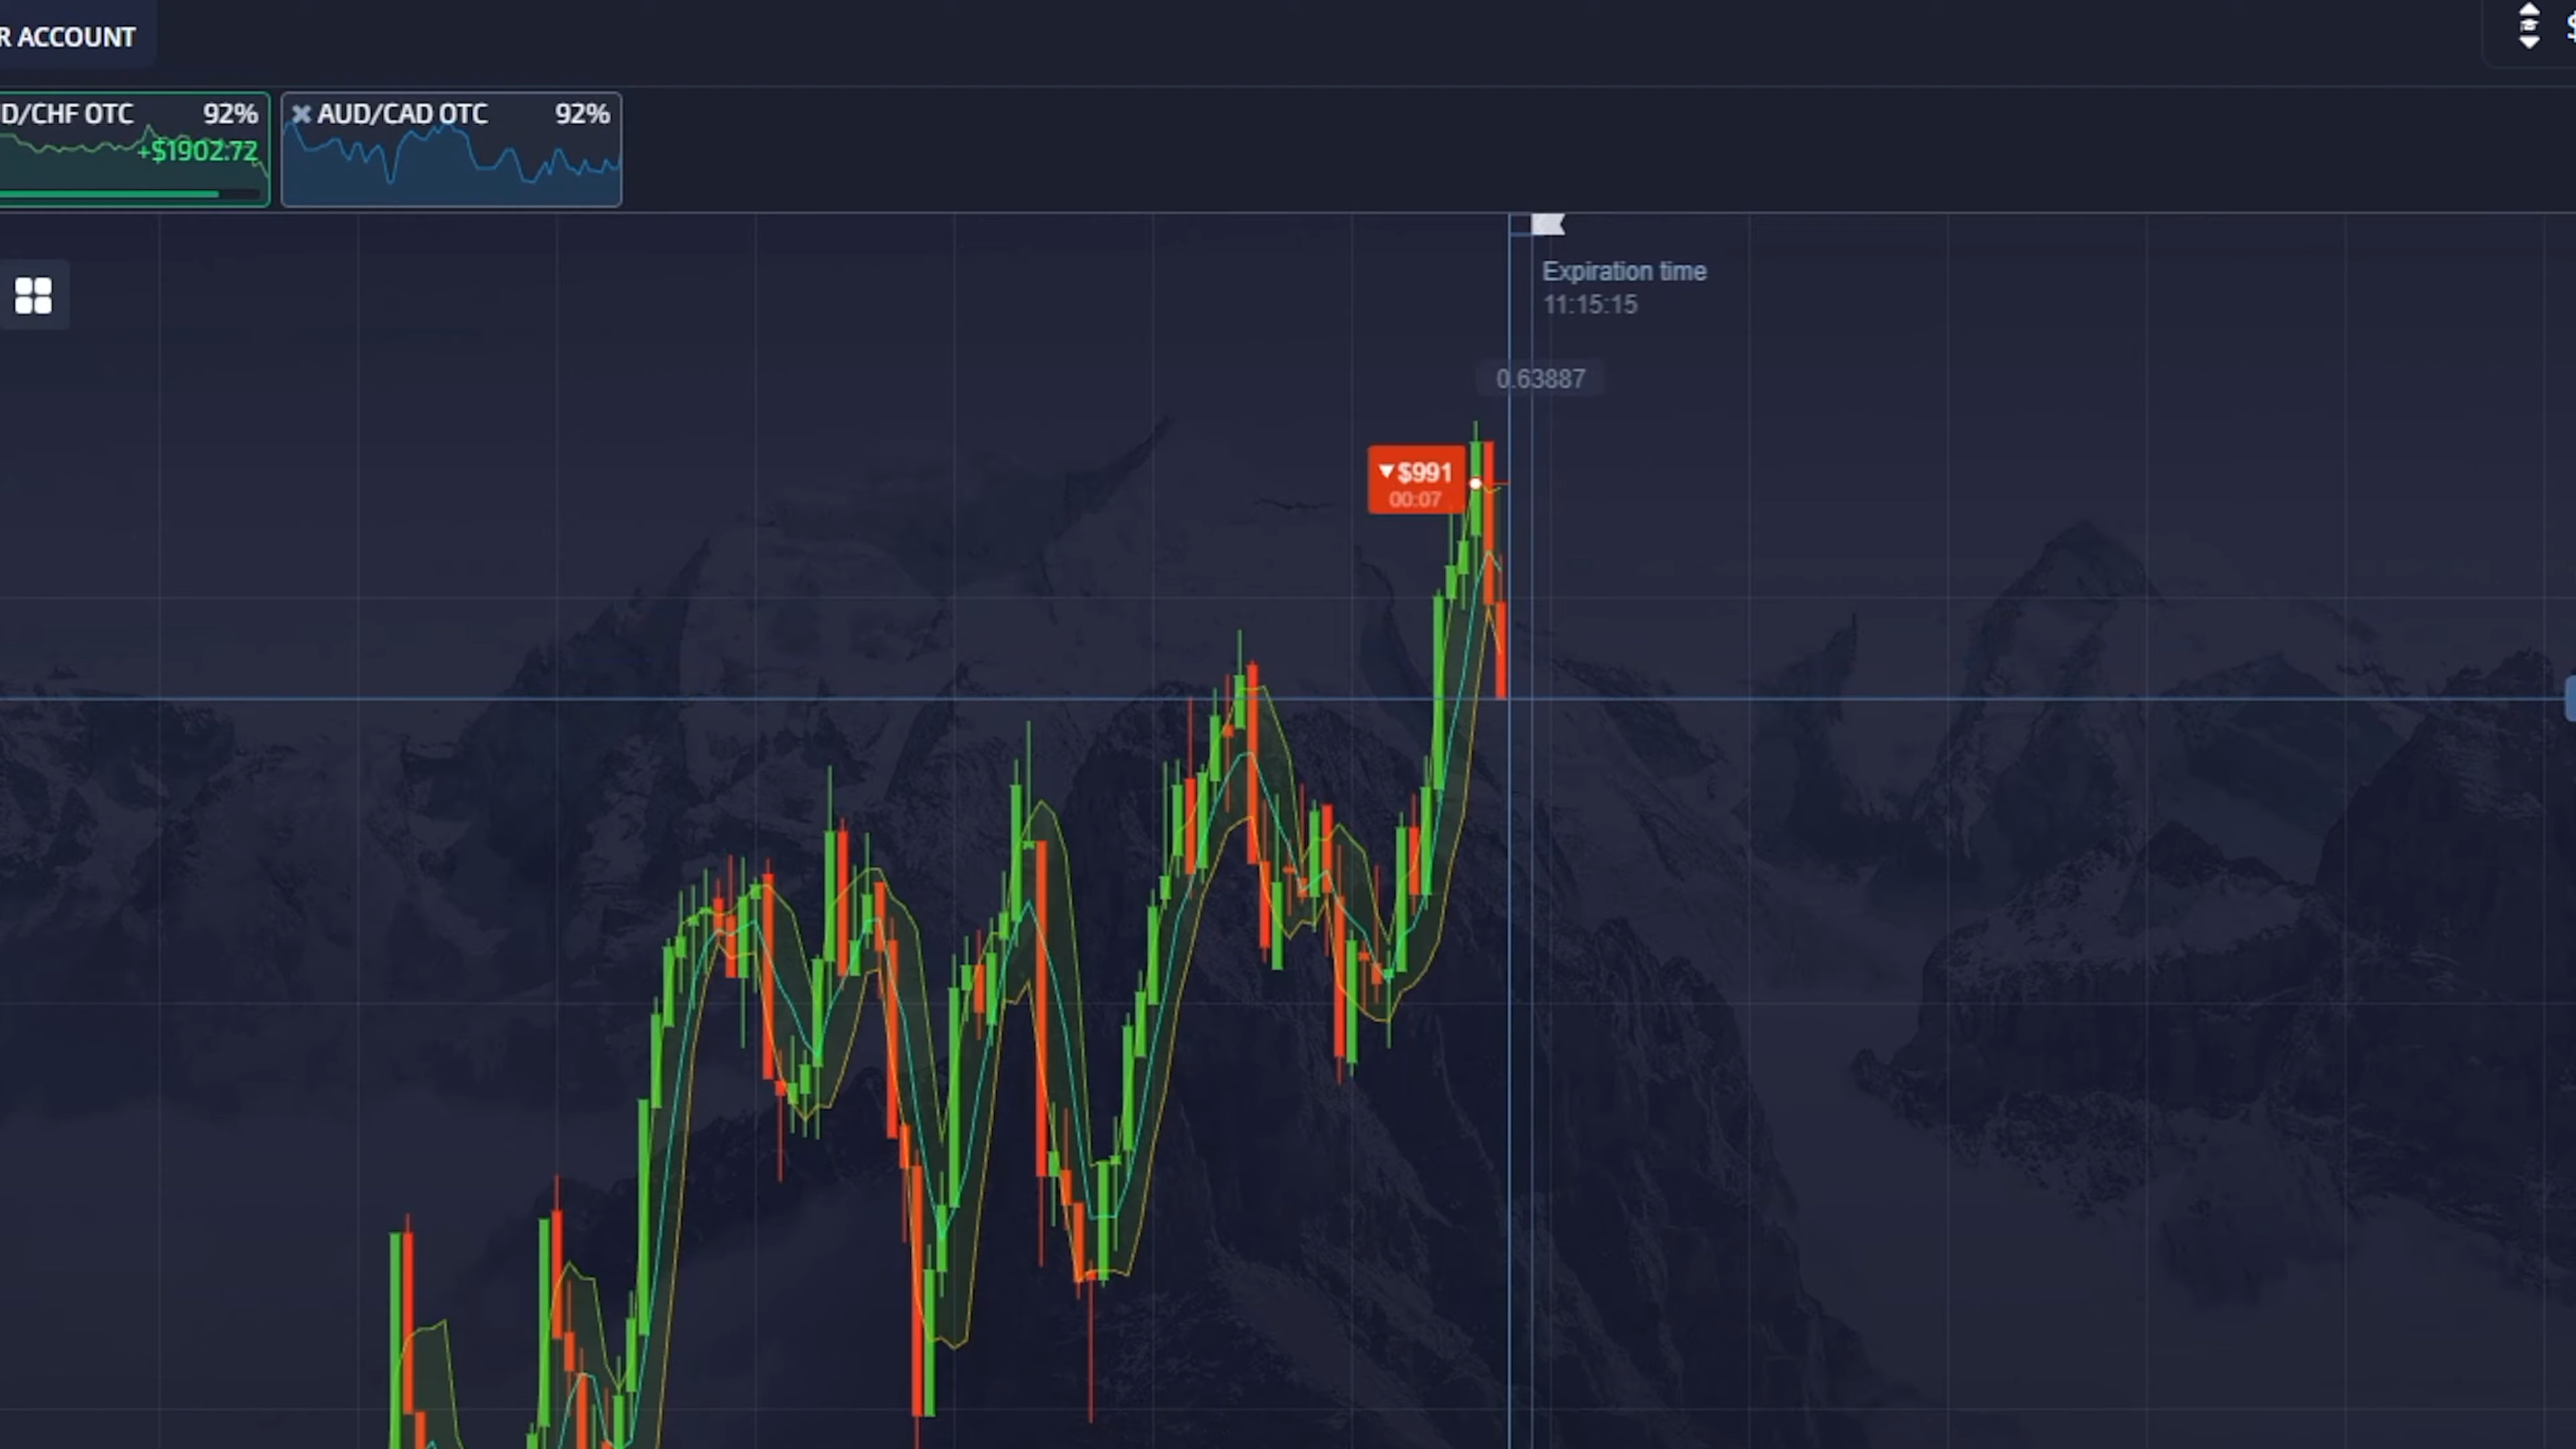 R ACCOUNT
$
D/CHF OTC 92%
+$1902.72
AUD/CAD OTC 92%
Expiration time
11:15:15
0.63887
$991
00:07